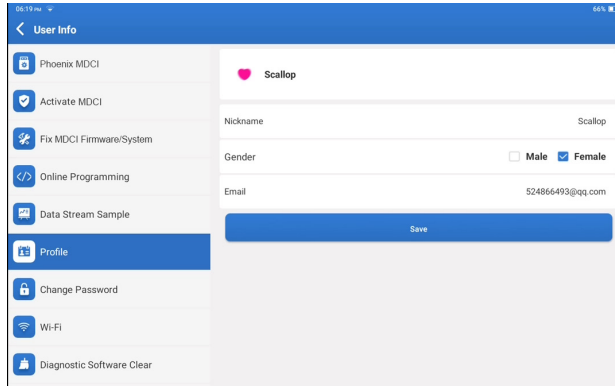 06:19 PM
66%
User Info
Phoenix MDCI
Activate MDCI
Fix MDCI Firmware/System
Online Programming
Data Stream Sample
Profile
Change Password
Wi-Fi
Diagnostic Software Clear
Scallop
Nickname Scallop
Gender Male Female
Email 524866493@qq.com
Save